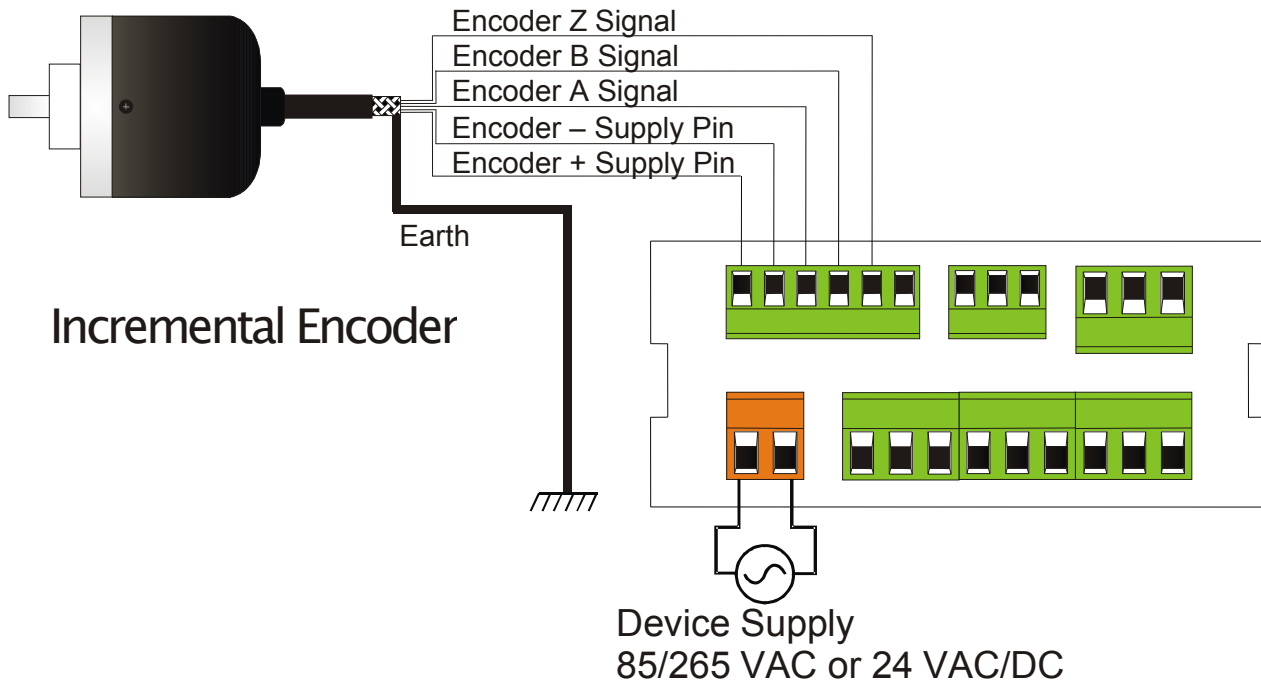 Encoder Z Signal
Encoder B Signal
Encoder A Signal
Encoder – Supply Pin
Encoder + Supply Pin
Earth
Incremental Encoder
Device Supply
85/265 VAC or 24 VAC/DC